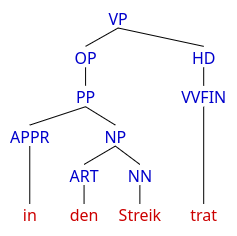 VP
OP HD
PP VVFIN
APPR NP
ART NN
in den Streik trat